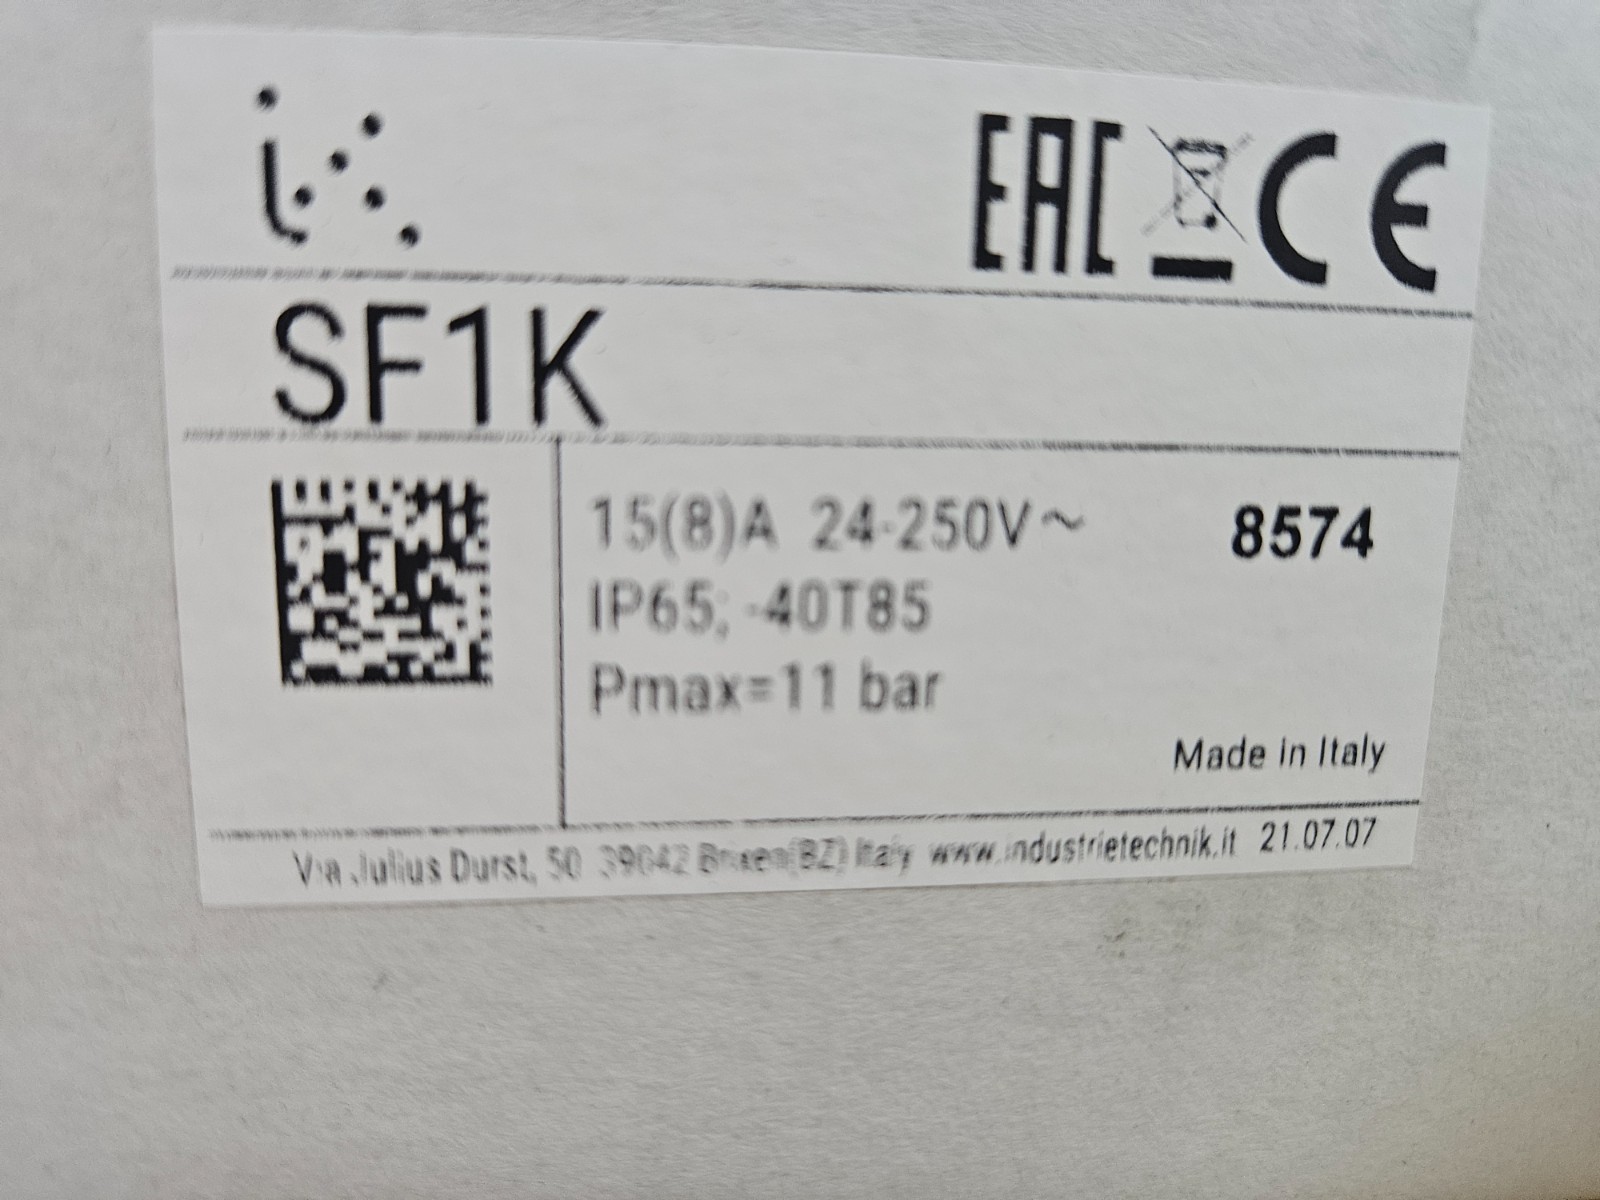 iK
EAC CE
SF1K
15(8)A 24-250V~ 8574
IP65; -40T85
Pmax=11 bar
Made in Italy
Via Julius Durst, 50 39042 Brixen(BZ) Italy www.industrietechnik.it 21.07.07